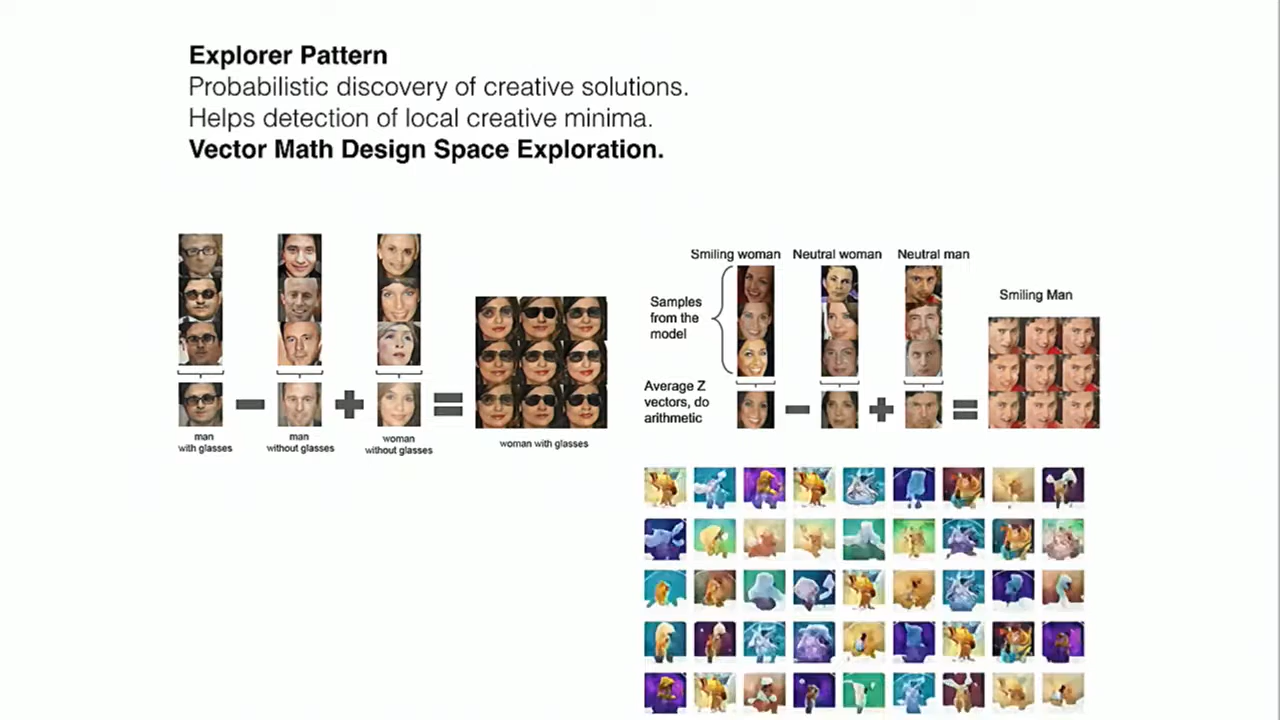 Explorer Pattern
Probabilistic discovery of creative solutions.
Helps detection of local creative minima.
Vector Math Design Space Exploration.
man
with glasses
man
without glasses
woman
without glasses
woman with glasses
Smiling woman
Neutral woman
Neutral man
Smiling Man
Samples
from the
model
Average Z
vectors, do
arithmetic